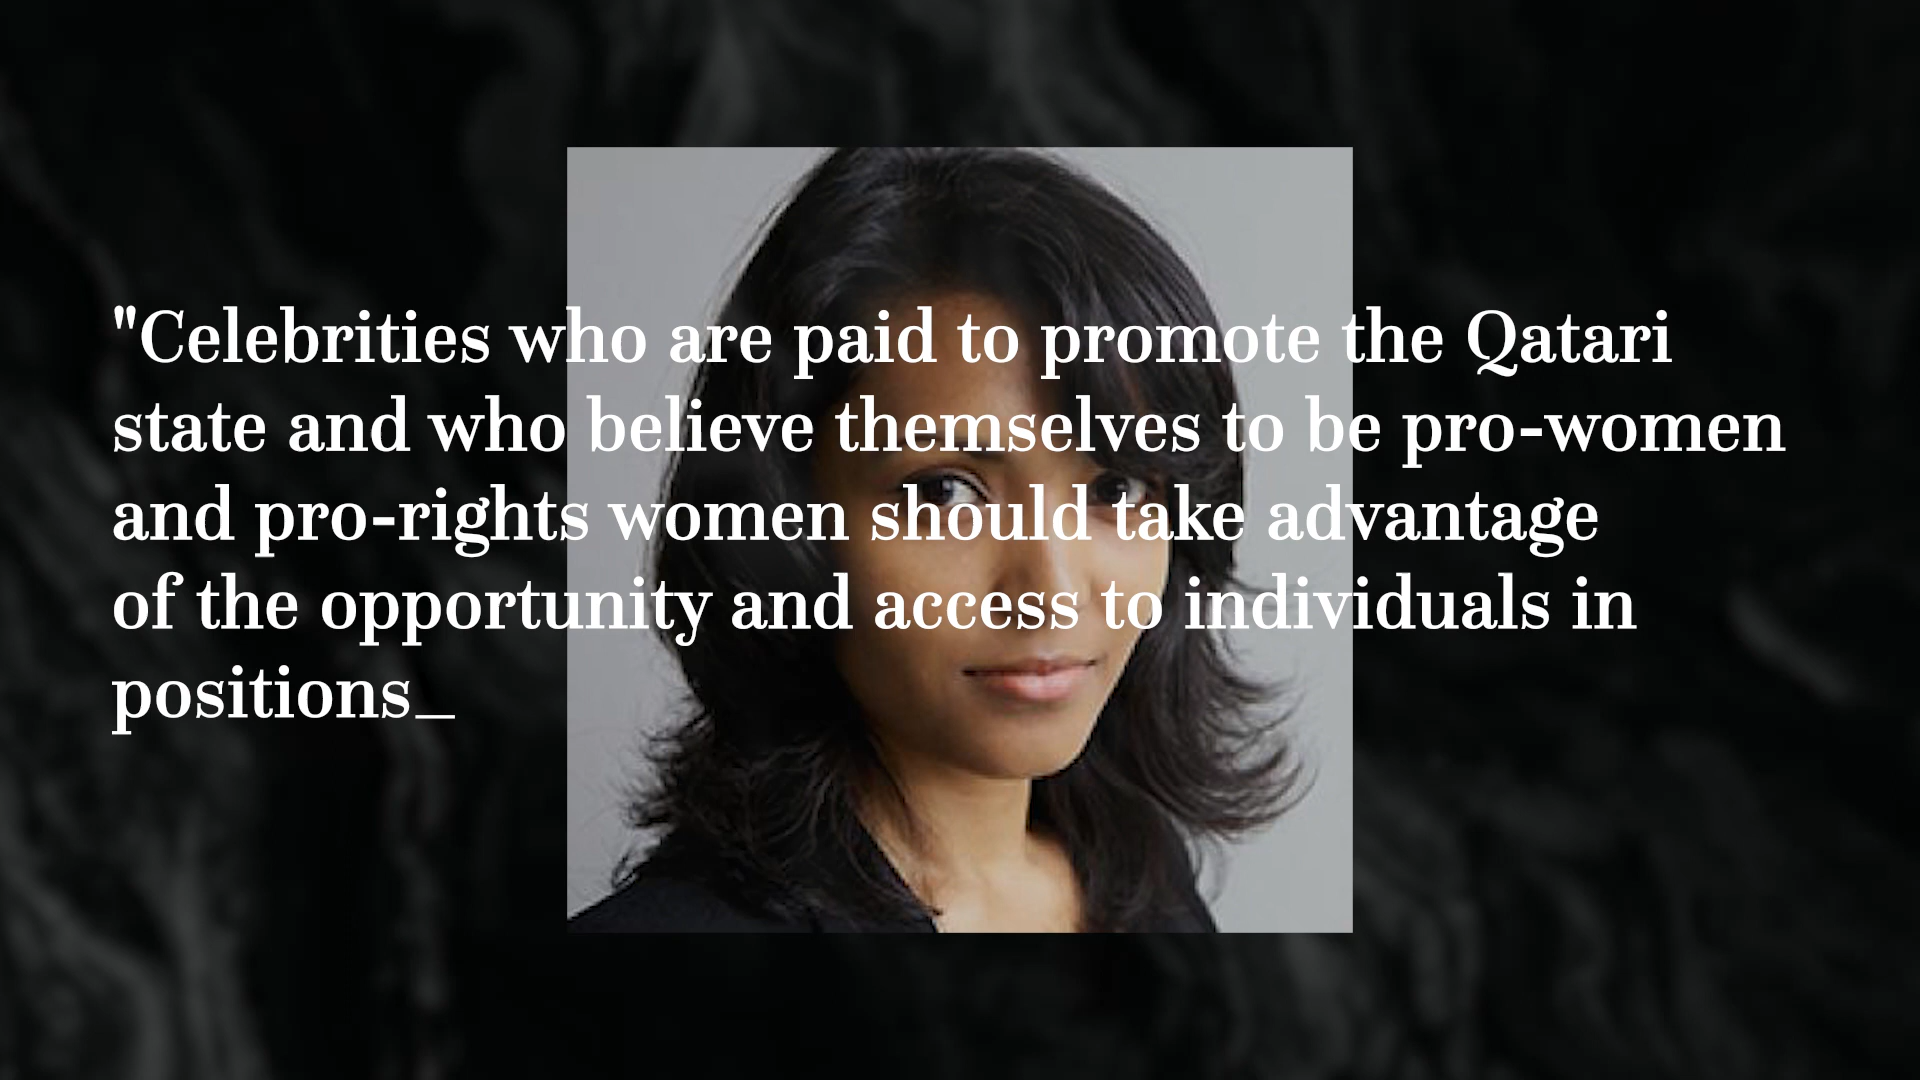 "Celebrities who are paid to promote the Qatari
state and who believe themselves to be pro-women
and pro-rights women should take advantage
of the opportunity and access to individuals in
positions_